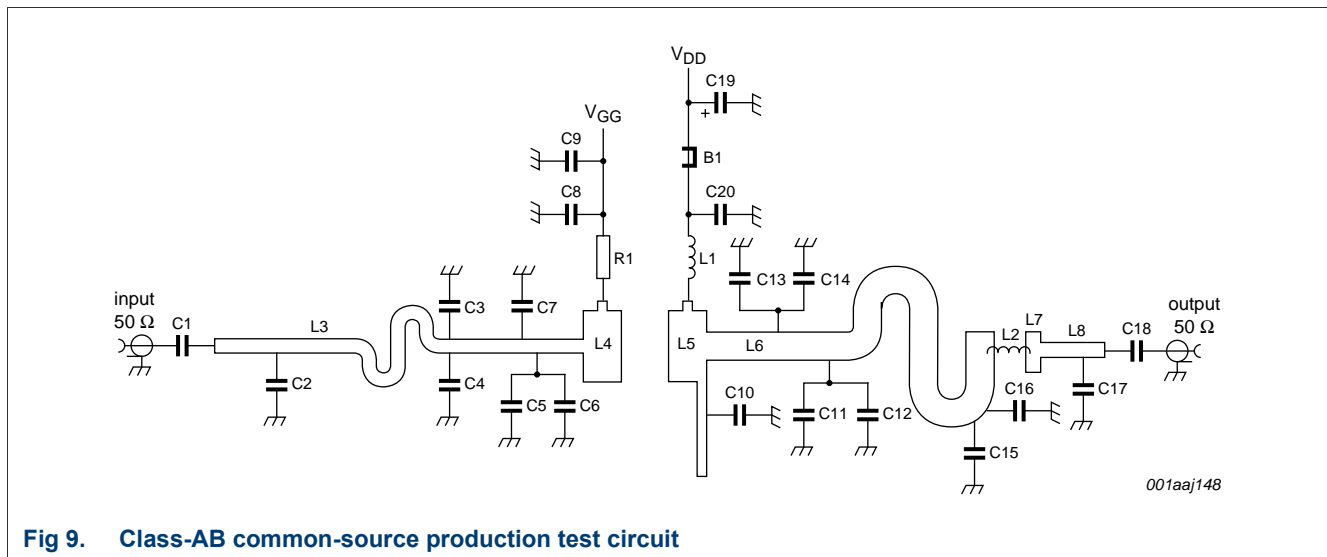 V_DD
C19
+
V_GG
C9
B1
C8
C20
R1
L1
C13
C14
input
50 Ω
C1
L3
C3
C7
L4
L5
L6
L2
L7
L8
C18
output
50 Ω
C2
C4
C5
C6
C10
C11
C12
C16
C17
C15
001aaj148
Fig 9. Class-AB common-source production test circuit